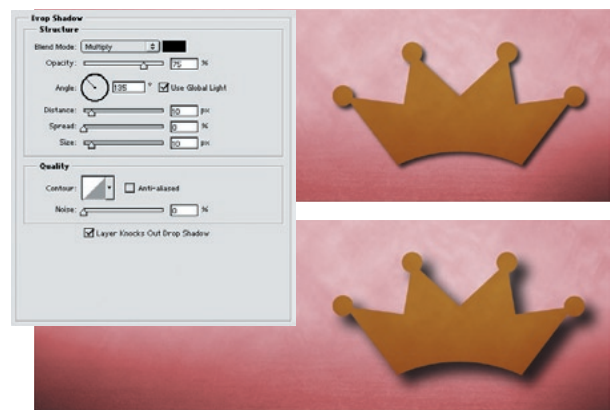 Drop Shadow
Structure
Blend Mode: Multiply
Opacity: 75 %
Angle: 135 ° Use Global Light
Distance: 10 px
Spread: 0 %
Size: 10 px
Quality
Contour: Anti-aliased
Noise: 0 %
Layer Knocks Out Drop Shadow